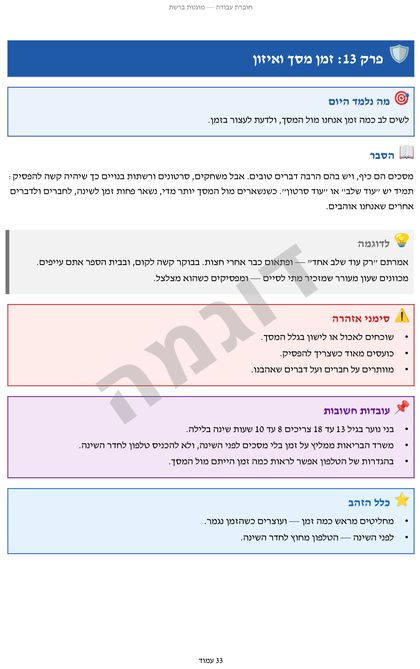 חוברת עבודה — מוגנות ברשת
פרק 13: זמן מסך ואיזון
מה נלמד היום
לשים לב כמה זמן אנחנו מול המסך, ולדעת לעצור בזמן.
הסבר
מסכים הם כיף, ויש בהם הרבה דברים טובים. אבל משחקים, סרטונים ורשתות בנויים כך שיהיה קשה להפסיק:
תמיד יש ״עוד שלב״ או ״עוד סרטון״. כשנשארים מול המסך יותר מדי, נשאר פחות זמן לשינה, לחברים ולדברים
אחרים שאנחנו אוהבים.
לדוגמה
אמרתם ״רק עוד שלב אחד״ — ופתאום כבר אחרי חצות. בבוקר קשה לקום, ובבית הספר אתם עייפים.
מכוונים שעון מעורר שמזכיר מתי לסיים — ומפסיקים כשהוא מצלצל.
סימני אזהרה
• שוכחים לאכול או לישון בגלל המסך.
• כועסים מאוד כשצריך להפסיק.
• מוותרים על חברים ועל דברים שאהבנו.
עובדות חשובות
• בני נוער בגיל 13 עד 18 צריכים 8 עד 10 שעות שינה בלילה.
• משרד הבריאות ממליץ על זמן בלי מסכים לפני השינה, ולא להכניס טלפון לחדר השינה.
• בהגדרות של הטלפון אפשר לראות כמה זמן הייתם מול המסך.
כלל הזהב
• מחליטים מראש כמה זמן — ועוצרים כשהזמן נגמר.
• לפני השינה — הטלפון מחוץ לחדר השינה.
דוגמה
33 עמוד